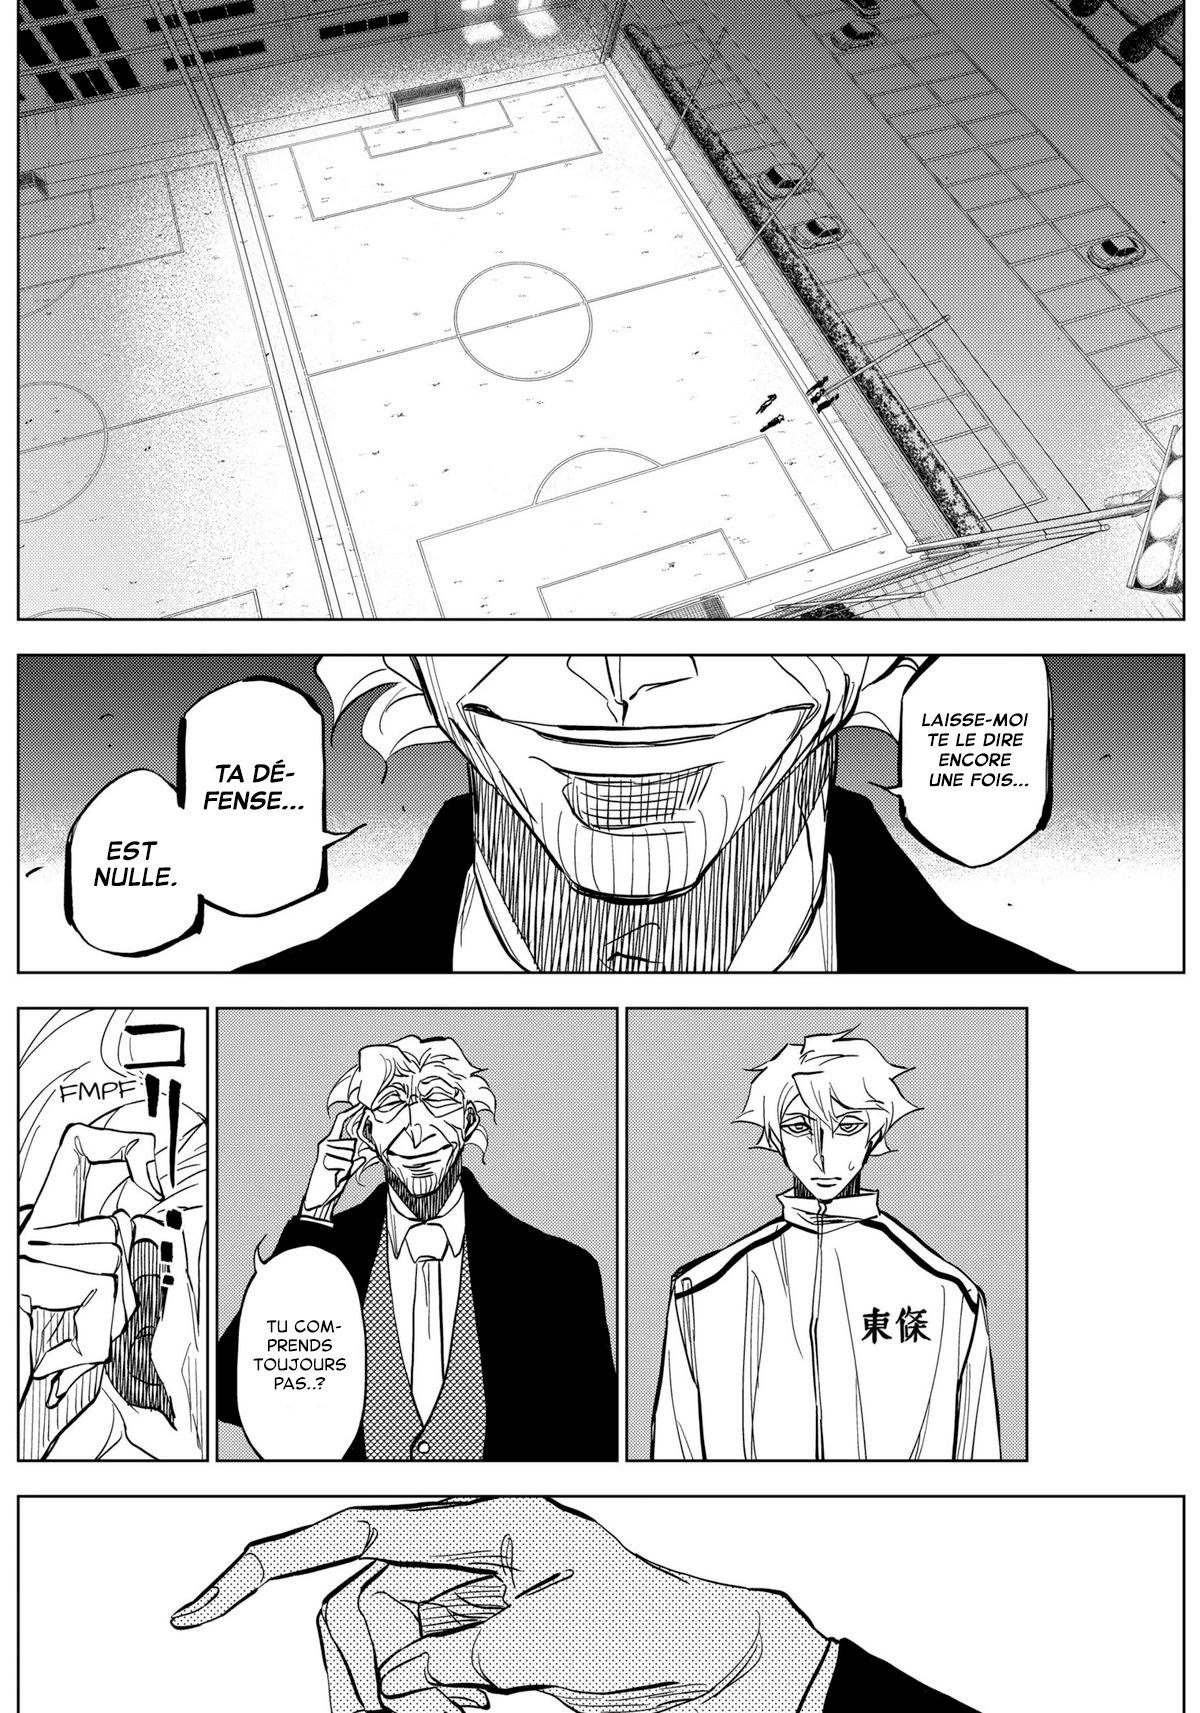 LAISSE-MOI
TE LE DIRE
ENCORE
UNE FOIS...
TA DÉ-
FENSE...
EST
NULLE.
東條
TU COM-
PRENDS
TOUJOURS
PAS..?
FMPF